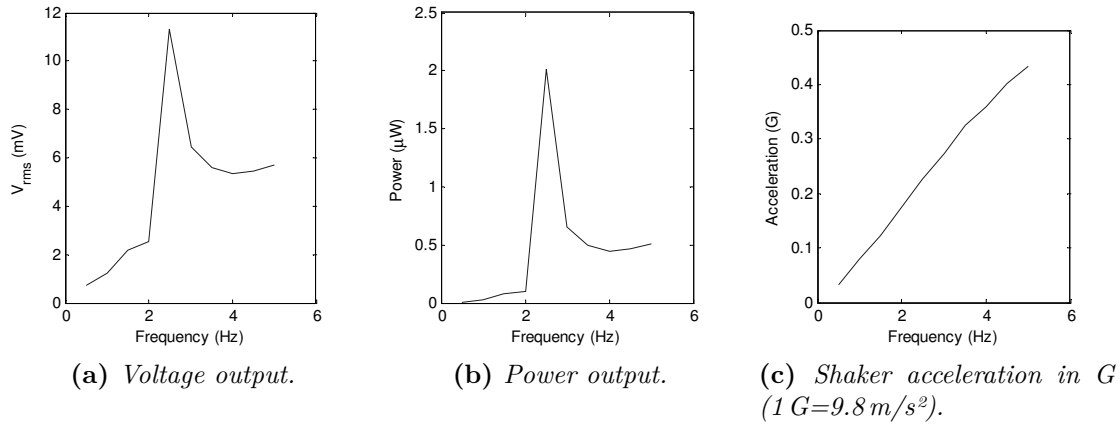 12
10
8
6
4
2
0
0 2 4 6
V_rms (mV)
Frequency (Hz)
(a) Voltage output.
2.5
2
1.5
1
0.5
0
0 2 4 6
Power (μW)
Frequency (Hz)
(b) Power output.
0.5
0.4
0.3
0.2
0.1
0
0 2 4 6
Acceleration (G)
Frequency (Hz)
(c) Shaker acceleration in G
(1 G=9.8 m/s²).